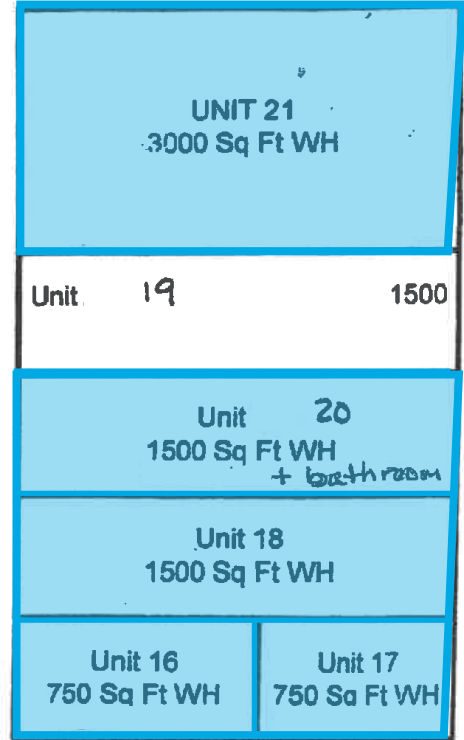 UNIT 21
3000 Sq Ft WH
Unit 19 1500
Unit 20
1500 Sq Ft WH
+ bathroom
Unit 18
1500 Sq Ft WH
Unit 16
750 Sq Ft WH
Unit 17
750 Sq Ft WH